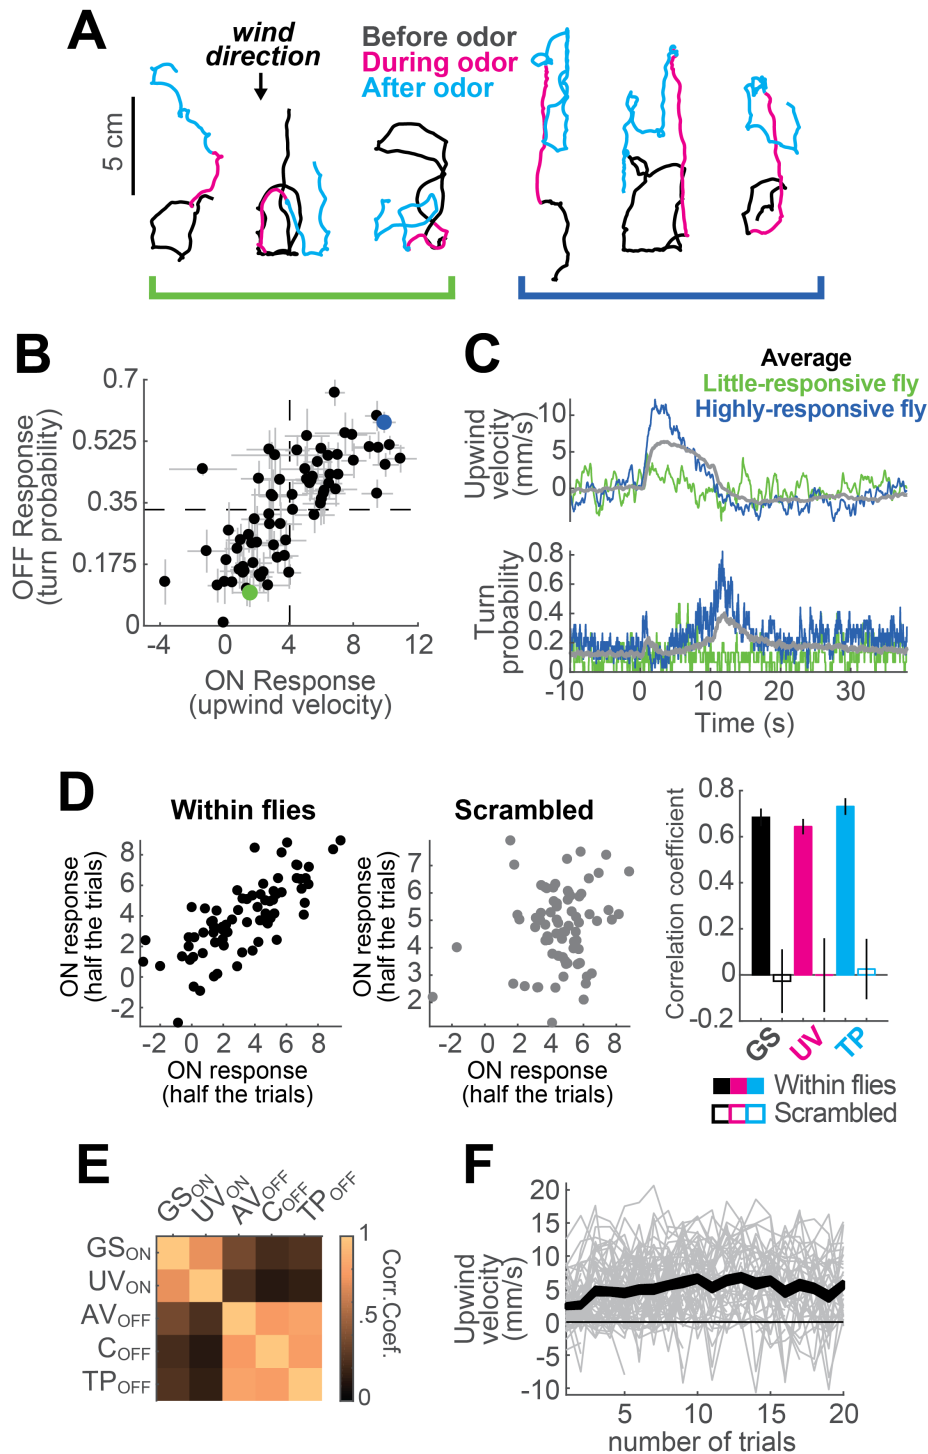 A
wind
direction
Before odor
During odor
After odor
5 cm
B
OFF Response
(turn probability)
0.7
0.525
0.35
0.175
0
-4
0
4
8
12
ON Response
(upwind velocity)
C
Average
Little-responsive fly
Highly-responsive fly
Upwind
velocity
(mm/s)
10
5
0
Turn
probability
0.8
0.6
0.4
0.2
0
-10
0
10
20
30
Time (s)
D
Within flies
ON response
(half the trials)
8
6
4
2
0
-2
-2
0
2
4
6
8
ON response
(half the trials)
Scrambled
ON response
(half the trials)
7
6
5
4
3
2
-2
0
2
4
6
8
ON response
(half the trials)
Correlation coefficient
0.8
0.6
0.4
0.2
0
-0.2
GS
UV
TP
Within flies
Scrambled
E
GSON
UVON
AVOFF
COFF
TPOFF
GSON
UVON
AVOFF
COFF
TPOFF
1
.5
0
Corr.Coef.
F
Upwind
velocity
(mm/s)
20
15
10
5
0
-5
-10
5
10
15
20
number of trials